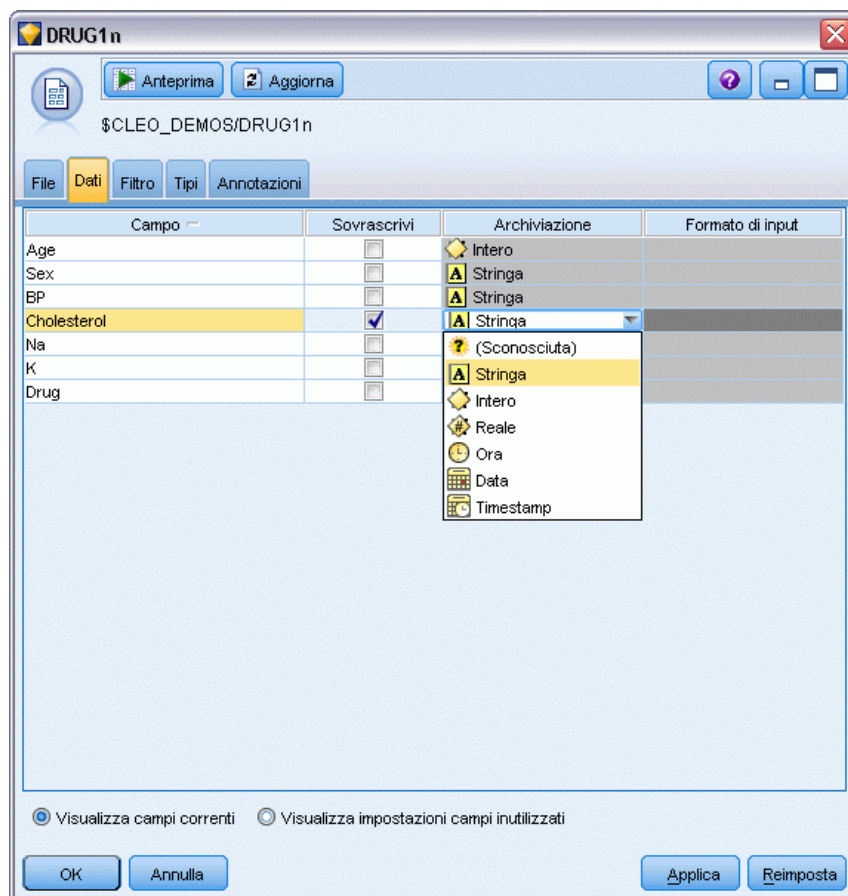 DRUG1n
Anteprima Aggiorna
$CLEO_DEMOS/DRUG1n
File Dati Filtro Tipi Annotazioni
Campo Sovrascrivi Archiviazione Formato di input
Age Intero
Sex A Stringa
BP A Stringa
Cholesterol A Stringa
Na ? (Sconosciuta)
K A Stringa
Drug Intero
# Reale
Ora
Data
Timestamp
Visualizza campi correnti Visualizza impostazioni campi inutilizzati
OK Annulla Applica Reimposta